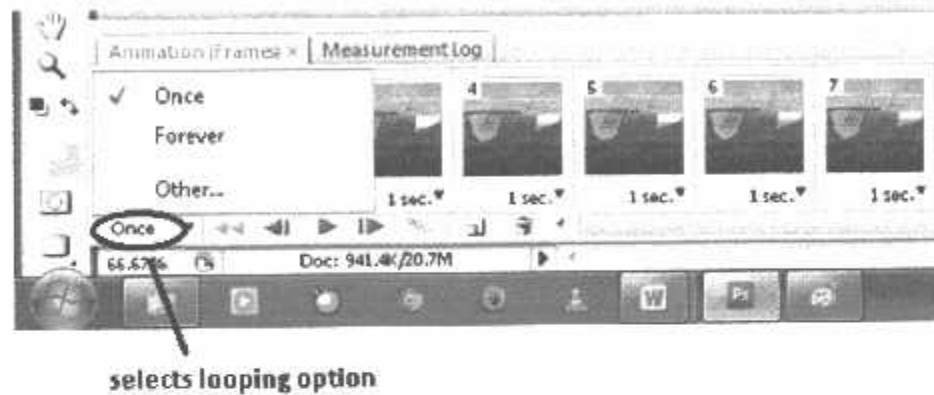 Animation (Frames) × Measurement Log
✓ Once
Forever
Other...
4 5 6 7
1 sec. 1 sec. 1 sec. 1 sec. 1 sec.
Once
Doc: 941.4K/20.7M
W Ps
selects looping option